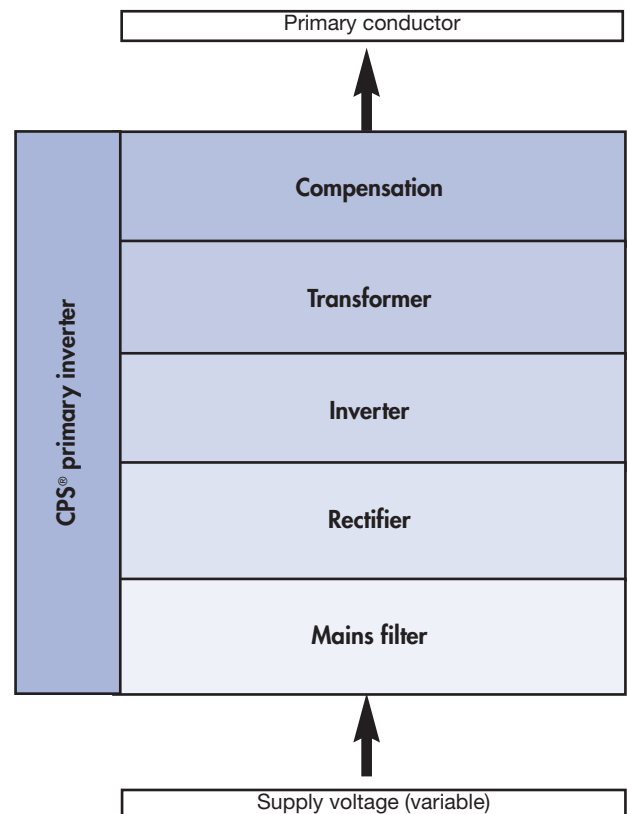 Primary conductor
CPS® primary inverter
Compensation
Transformer
Inverter
Rectifier
Mains filter
Supply voltage (variable)